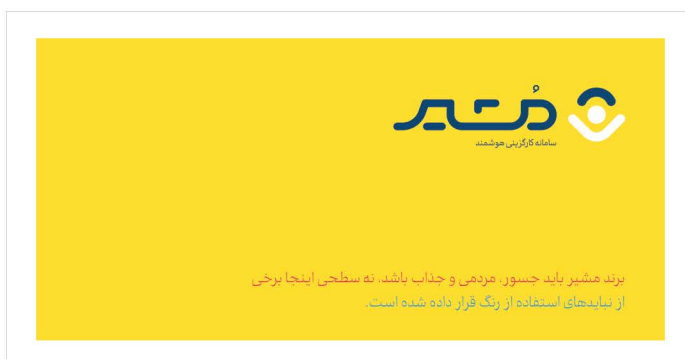 مُشیر
سامانه کارگزینی هوشمند
برند مشیر باید جسور، مردمی و جذاب باشد، نه سطحی اینجا برخی
از نبایدهای استفاده از رنگ قرار داده شده است.